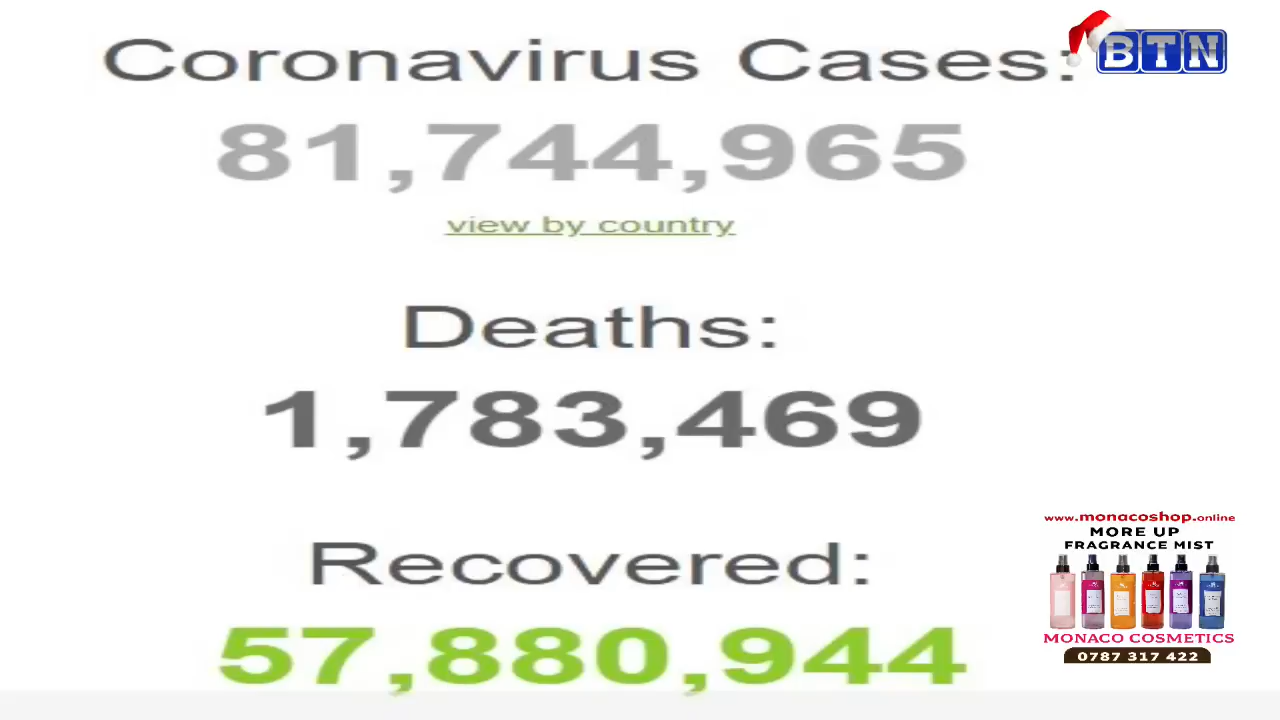 Coronavirus Cases:
BTN
81,744,965
view by country
Deaths:
1,783,469
Recovered:
57,880,944
www.monacoshop.online
MORE UP
FRAGRANCE MIST
MONACO COSMETICS
0787 317 422